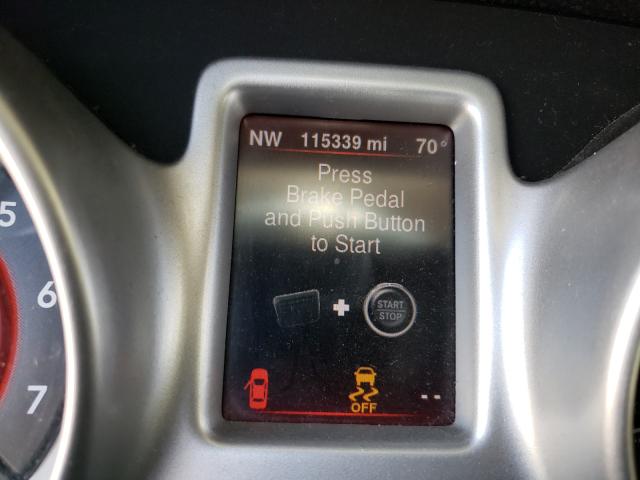 NW 115339 mi 70°
Press
Brake Pedal
and Push Button
to Start
START
STOP
OFF
--
5
6
7